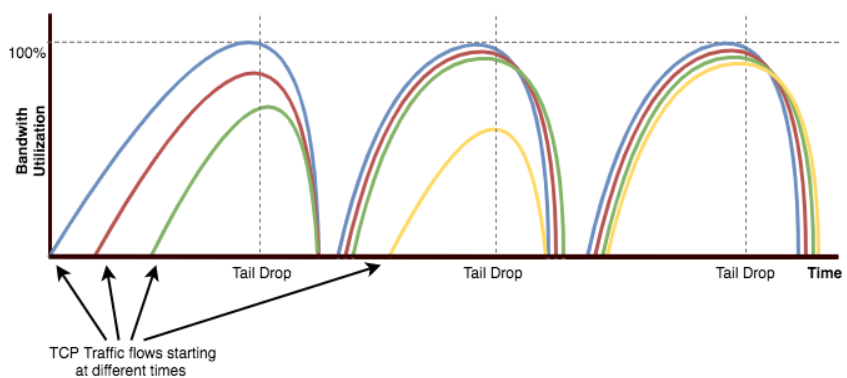 100%
Bandwith
Utilization
Tail Drop
Tail Drop
Tail Drop
Time
TCP Traffic flows starting
at different times